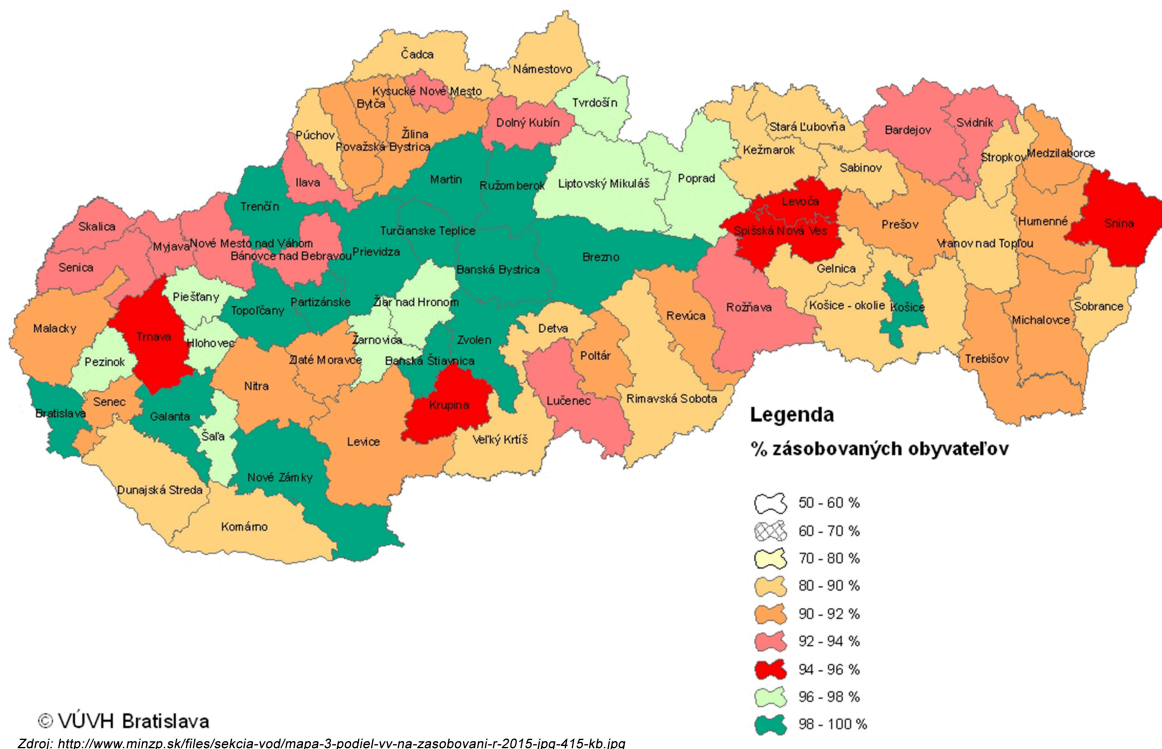 Čadca
Námestovo
Kysucké Nové Mesto
Bytča
Tvrdošín
Dolný Kubín
Púchov
Žilina
Považská Bystrica
Stará Ľubovňa
Bardejov
Svidník
Kežmarok
Stropkov
Medzilaborce
Sabinov
Ilava
Martin
Ružomberok
Liptovský Mikuláš
Poprad
Levoča
Trenčín
Skalica
Myjava
Nové Mesto nad Váhom
Turčianske Teplice
Spišská Nová Ves
Prešov
Humenné
Snina
Bánovce nad Bebravou
Prievidza
Vranov nad Topľou
Senica
Brezno
Banská Bystrica
Gelnica
Piešťany
Partizánske
Žiar nad Hronom
Topoľčany
Rožňava
Košice - okolie
Košice
Sobrance
Malacky
Trnava
Hlohovec
Žarnovica
Zvolen
Detva
Revúca
Michalovce
Pezinok
Zlaté Moravce
Banská Štiavnica
Poltár
Trebišov
Nitra
Senec
Bratislava
Galanta
Krupina
Lučenec
Rimavská Sobota
Šaľa
Levice
Veľký Krtíš
Nové Zámky
Dunajská Streda
Komárno
Legenda
% zásobovaných obyvateľov
50 - 60 %
60 - 70 %
70 - 80 %
80 - 90 %
90 - 92 %
92 - 94 %
94 - 96 %
96 - 98 %
98 - 100 %
© VÚVH Bratislava
Zdroj: http://www.minzp.sk/files/sekcia-vod/mapa-3-podiel-vv-na-zasobovani-r-2015-jpg-415-kb.jpg